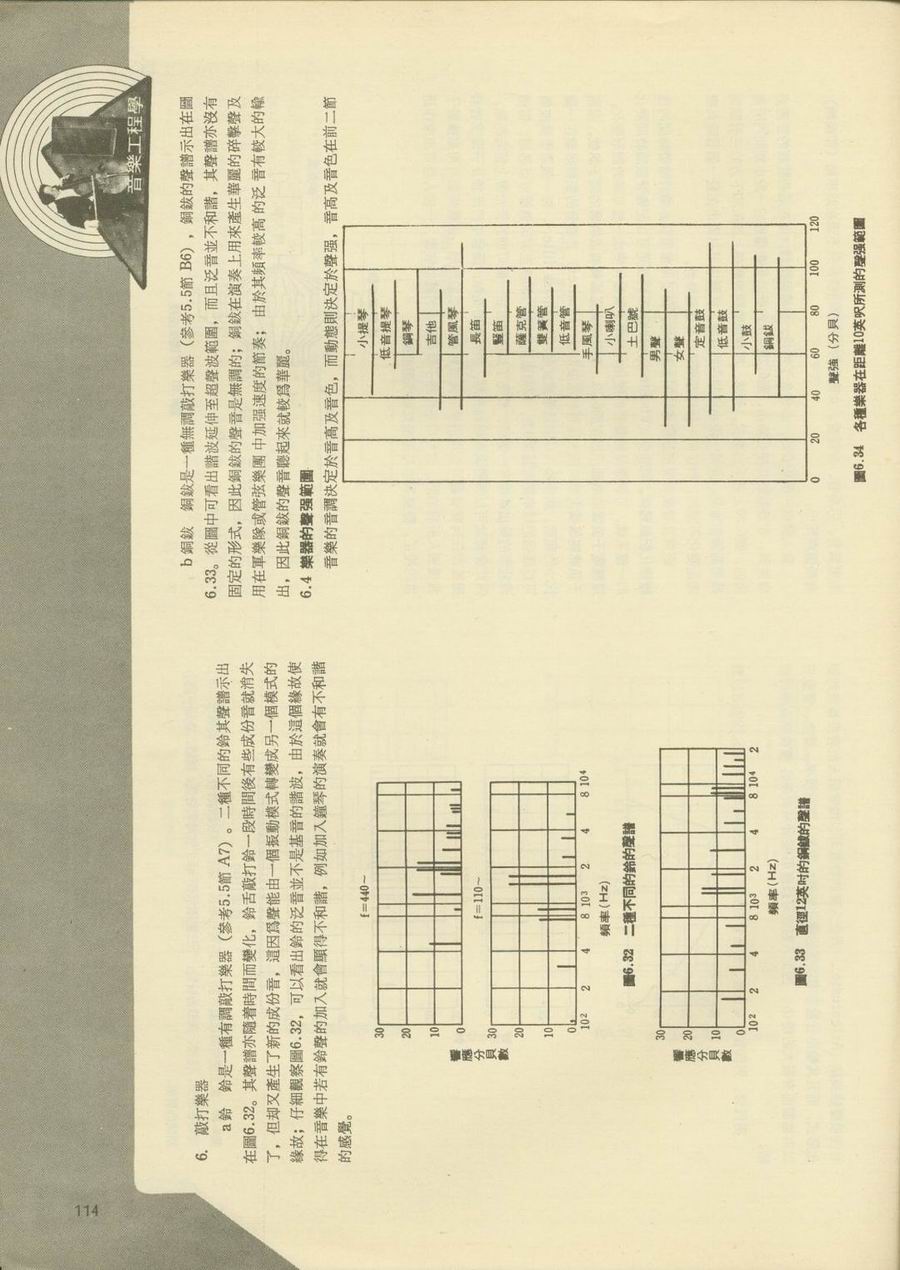 音樂工程學
6. 敲打樂器
a 鈴 鈴是一種有調敲打樂器（參考5.5節 A7）。二種不同的鈴其聲譜示出
在圖6.32。其聲譜亦隨着時間而變化，鈴舌敲打鈴一段時間後有些成份音就消失
了，但却又產生了新的成份音，這因爲聲能由一個振動模式轉變成另一個模式的
緣故；仔細觀察圖6.32，可以看出鈴的泛音並不是基音的諧波，由於這個緣故使
得在音樂中若有鈴聲的加入就會顯得不和諧，例如加入鐘琴的演奏就會有不和諧
的感覺。
f=440~
30
20
10
0
響應分貝數
f=110~
30
20
10
0
10² 2 4 8 10³ 2 4 8 10⁴
頻率(Hz)
圖6.32 二種不同的鈴的聲譜
30
20
10
0
響應分貝數
10² 2 4 8 10³ 2 4 8 10⁴ 2
頻率(Hz)
圖6.33 直徑12英吋的銅鈸的聲譜
b 銅鈸 銅鈸是一種無調敲打樂器（參考5.5節 B6），銅鈸的聲譜示出在圖
6.33。從圖中可看出諧波延伸至超聲波範圍，而且泛音並不和諧，其聲譜亦沒有
固定的形式，因此銅鈸的聲音是無調的；銅鈸在演奏上用來產生華麗的碎擊聲及
用在軍樂隊或管弦樂團中加强速度的節奏；由於其頻率較高的泛音有較大的輸
出，因此銅鈸的聲音聽起來就較爲華麗。
6.4 樂器的聲强範圍
音樂的音調決定於音高及音色，而動態則決定於聲强，音高及音色在前二節
小提琴
低音提琴
鋼琴
吉他
管風琴
長笛
豎笛
薩克管
雙簧管
低音管
手風琴
小喇叭
土巴號
男聲
女聲
定音鼓
低音鼓
小鼓
銅鈸
0 20 40 60 80 100 120
聲强（分貝）
圖6.34 各種樂器在距離10英呎所測的聲强範圍
114